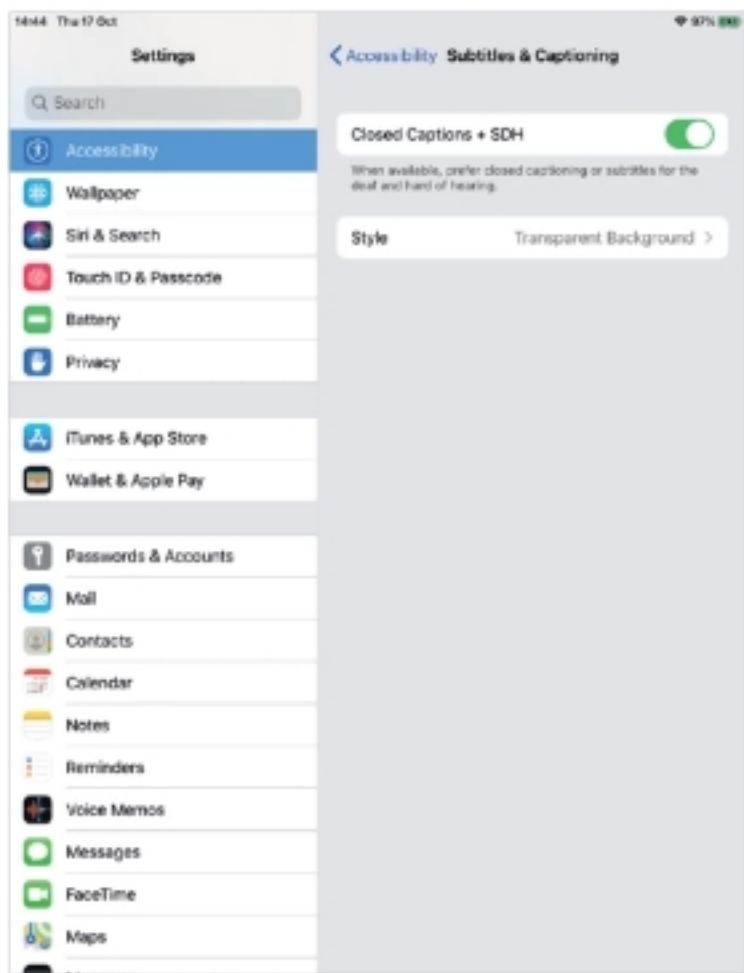 14:44 Thu 17 Oct
97%
Settings
Accessibility Subtitles & Captioning
Search
Accessibility
Wallpaper
Siri & Search
Touch ID & Passcode
Battery
Privacy
iTunes & App Store
Wallet & Apple Pay
Passwords & Accounts
Mail
Contacts
Calendar
Notes
Reminders
Voice Memos
Messages
FaceTime
Maps
Closed Captions + SDH
When available, prefer closed captioning or subtitles for the
deaf and hard of hearing.
Style Transparent Background